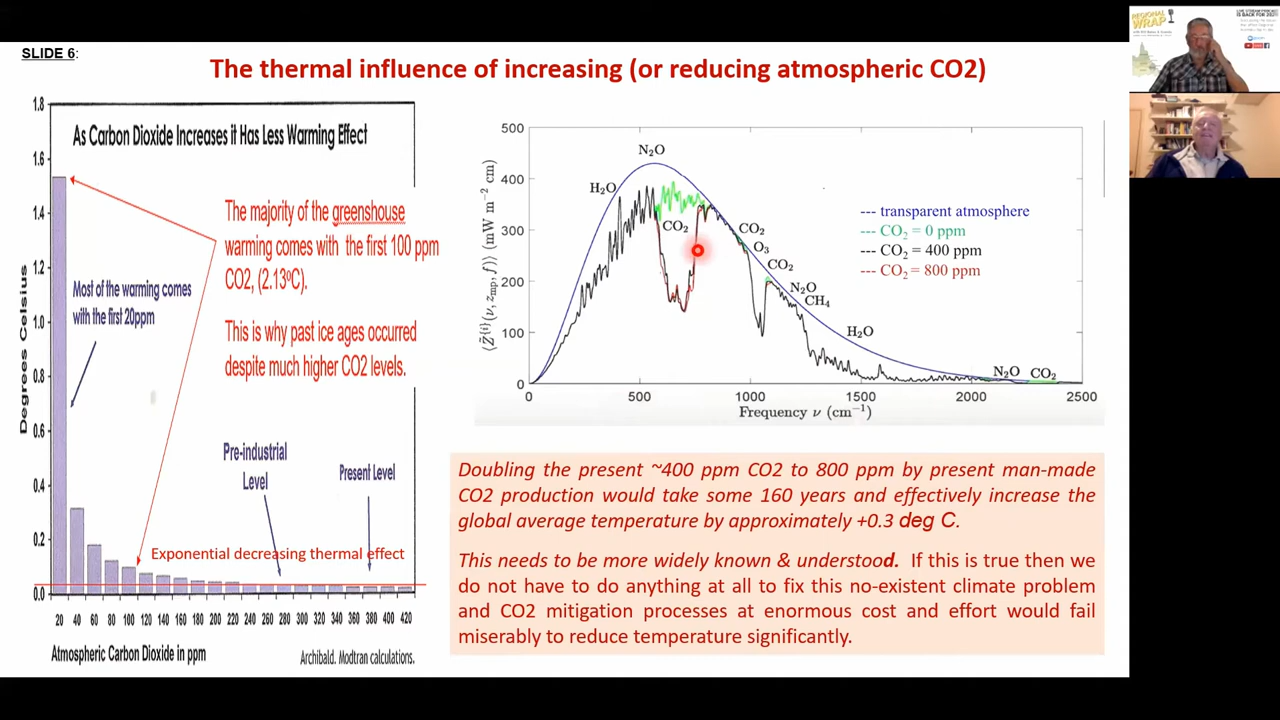 SLIDE 6:
The thermal influence of increasing (or reducing atmospheric CO2)
1.8
1.6
1.4
1.2
1.0
0.8
0.6
0.4
0.2
0.0
Degrees Celsius
As Carbon Dioxide Increases it Has Less Warming Effect
The majority of the greenhouse
warming comes with the first 100 ppm
CO2, (2.13ºC).
This is why past ice ages occurred
despite much higher CO2 levels.
Most of the warming comes
with the first 20ppm
Pre-industrial
Level
Present Level
Exponential decreasing thermal effect
20 40 60 80 100 120 140 160 180 200 220 240 260 280 300 320 340 360 380 400 420
Atmospheric Carbon Dioxide in ppm
Archibald. Modtran calculations.
500
400
300
200
100
0
⟨Z̃{i}(ν, zmp, f)⟩ (mW m−2 cm)
N2O
H2O
CO2
CO2
O3
CO2
N2O
CH4
H2O
N2O
CO2
--- transparent atmosphere
--- CO2 = 0 ppm
--- CO2 = 400 ppm
--- CO2 = 800 ppm
0 500 1000 1500 2000 2500
Frequency ν (cm−1)
Doubling the present ~400 ppm CO2 to 800 ppm by present man-made
CO2 production would take some 160 years and effectively increase the
global average temperature by approximately +0.3 deg C.
This needs to be more widely known & understood. If this is true then we
do not have to do anything at all to fix this no-existent climate problem
and CO2 mitigation processes at enormous cost and effort would fail
miserably to reduce temperature significantly.
REGIONAL
WRAP
IS BACK FOR 2021